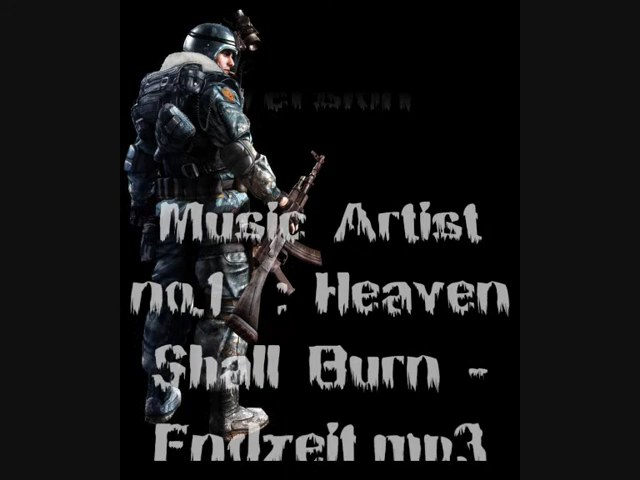 Music Artist
no.1 : Heaven
Shall Burn -
Endzeit.mp3